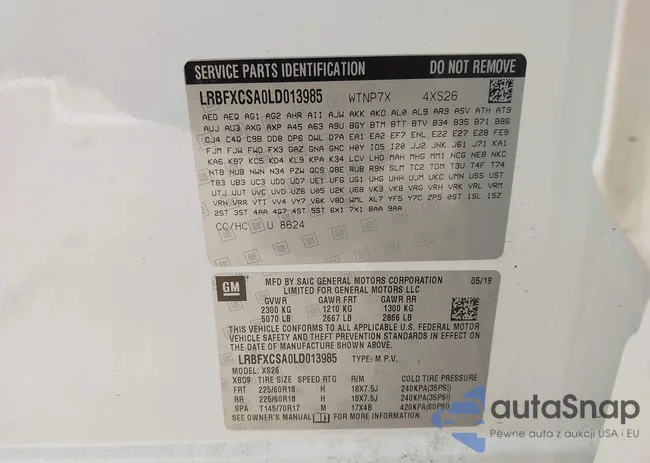 SERVICE PARTS IDENTIFICATION DO NOT REMOVE
LRBFXCSA0LD013985 WTNP7X 4XS26
AED AEQ AG1 AG2 AHR AII AJW AKK AKO AL0 AL9 AR9 ASV ATH AT9
AUJ AU3 AXG AXP A45 A63 A9U BGY BTM BTT BTV B34 B35 B71 B86
CJ4 C4Q C9B DDB DP6 DWL D7A EA1 EA2 EF7 ENL E22 E27 E28 FE9
FJM FJW FWD FX3 GAZ GNA GNC H0Y IO5 J20 JJ2 JNK J61 J71 KA1
KA6 KB7 KC5 KD4 KL9 KPA K34 LCV LHD MAH MHG MM1 NCG NE8 NKC
NTB NUB NWN N34 PZW QCS QBE RUB R9N SLM TC2 TDM T3U T4F T74
T83 UB3 UC3 UDD UD7 UE1 UFG UG1 UHG UHH UJM UKC UMN US5 UST
UTJ UUT UVC UVD UZ6 U05 U2K U68 VK3 VK8 VRG VRH VRK VRL VRM
VRN VRR VTI VV4 VY7 V6K V8D WML XL7 YF5 Y7C ZP5 0ST 1SL 1SZ
2ST 3ST 4AA 4G7 4ST 5ST 6X1 7X1 8AA 9AA
CC/HC U 8624
GM MFD BY SAIC GENERAL MOTORS CORPORATION 05/19
LIMITED FOR GENERAL MOTORS LLC
GVWR GAWR FRT GAWR RR
2300 KG 1210 KG 1300 KG
5070 LB 2667 LB 2866 LB
THIS VEHICLE CONFORMS TO ALL APPLICABLE U.S. FEDERAL MOTOR
VEHICLE SAFETY, AND THEFT PREVENTION STANDARDS IN EFFECT
ON THE DATE OF MANUFACTURE SHOWN ABOVE.
LRBFXCSA0LD013985 TYPE: M.P.V.
MODEL: XS26
XBD9 TIRE SIZE SPEED RTG RIM COLD TIRE PRESSURE
FRT 225/60R18 H 18X7.5J 240KPA(35PSI)
RR 225/60R18 H 18X7.5J 240KPA(35PSI)
SPA T145/70R17 M 17X4B 420KPA(60PSI)
SEE OWNER'S MANUAL FOR MORE INFORMATION
autaSnap
Pewne auta z aukcji USA i EU